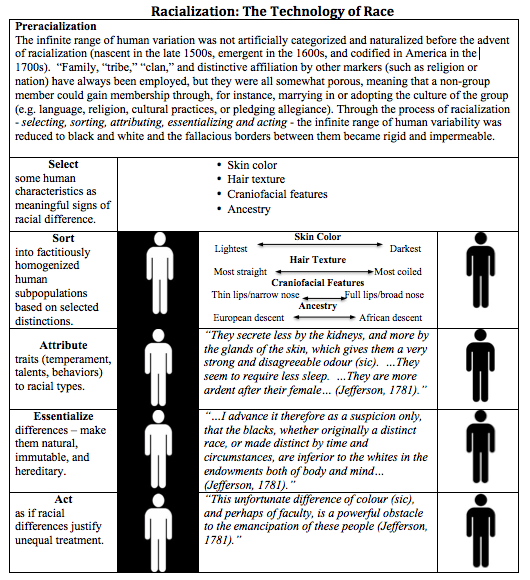 Racialization: The Technology of Race
Preracialization
The infinite range of human variation was not artificially categorized and naturalized before the advent
of racialization (nascent in the late 1500s, emergent in the 1600s, and codified in America in the
1700s). “Family, “tribe,” “clan,” and distinctive affiliation by other markers (such as religion or
nation) have always been employed, but they were all somewhat porous, meaning that a non-group
member could gain membership through, for instance, marrying in or adopting the culture of the group
(e.g. language, religion, cultural practices, or pledging allegiance). Through the process of racialization
- selecting, sorting, attributing, essentializing and acting - the infinite range of human variability was
reduced to black and white and the fallacious borders between them became rigid and impermeable.
Select
some human
characteristics as
meaningful signs of
racial difference.
• Skin color
• Hair texture
• Craniofacial features
• Ancestry
Sort
into factitiously
homogenized
human
subpopulations
based on selected
distinctions.
Skin Color
Lightest Darkest
Hair Texture
Most straight Most coiled
Craniofacial Features
Thin lips/narrow nose Full lips/broad nose
Ancestry
European descent African descent
Attribute
traits (temperament,
talents, behaviors)
to racial types.
“They secrete less by the kidneys, and more by
the glands of the skin, which gives them a very
strong and disagreeable odour (sic). …They
seem to require less sleep. …They are more
ardent after their female… (Jefferson, 1781).”
Essentialize
differences – make
them natural,
immutable, and
hereditary.
“…I advance it therefore as a suspicion only,
that the blacks, whether originally a distinct
race, or made distinct by time and
circumstances, are inferior to the whites in the
endowments both of body and mind…
(Jefferson, 1781).”
Act
as if racial
differences justify
unequal treatment.
“This unfortunate difference of colour (sic),
and perhaps of faculty, is a powerful obstacle
to the emancipation of these people (Jefferson,
1781).”